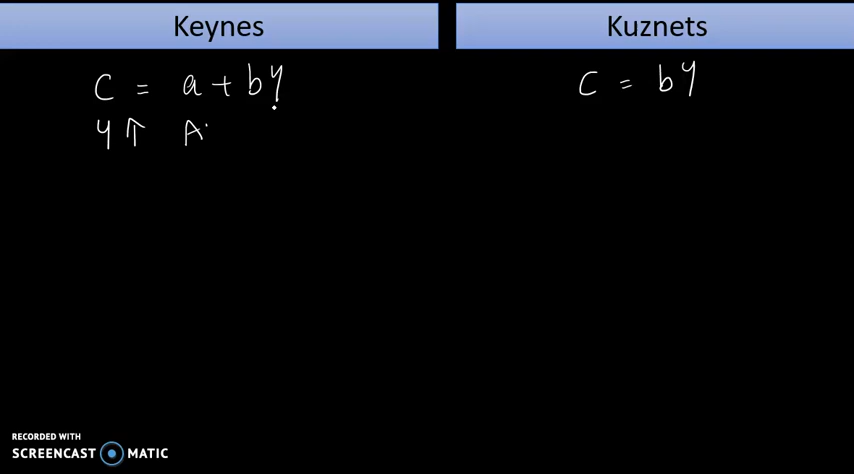 Keynes
Kuznets
C = a + bY
C = bY
Y ↑ A
RECORDED WITH
SCREENCAST MATIC